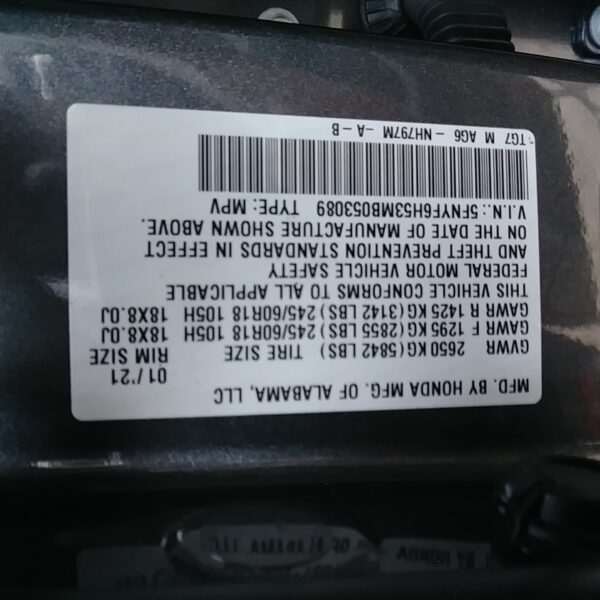 MFD. BY HONDA MFG. OF ALABAMA, LLC 01/'21
GVWR 2650 KG (5842 LBS) TIRE SIZE RIM SIZE
GAWR F 1295 KG (2855 LBS) 245/60R18 105H 18X8.0J
GAWR R 1425 KG (3142 LBS) 245/60R18 105H 18X8.0J
THIS VEHICLE CONFORMS TO ALL APPLICABLE
FEDERAL MOTOR VEHICLE SAFETY
AND THEFT PREVENTION STANDARDS IN EFFECT
ON THE DATE OF MANUFACTURE SHOWN ABOVE.
V.I.N.: 5FNYF6H53MB053089 TYPE: MPV
TG7 M AG6 - NH797M -A-B